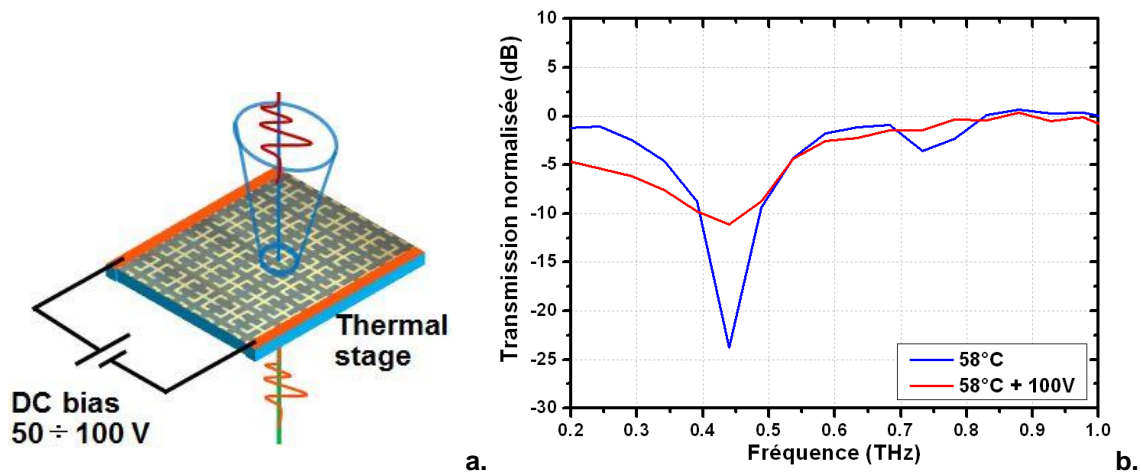 Thermal
stage
DC bias
50 ÷ 100 V
a.
Transmission normalisée (dB)
10
5
0
-5
-10
-15
-20
-25
-30
58°C
58°C + 100V
0.2 0.3 0.4 0.5 0.6 0.7 0.8 0.9 1.0
Fréquence (THz)
b.